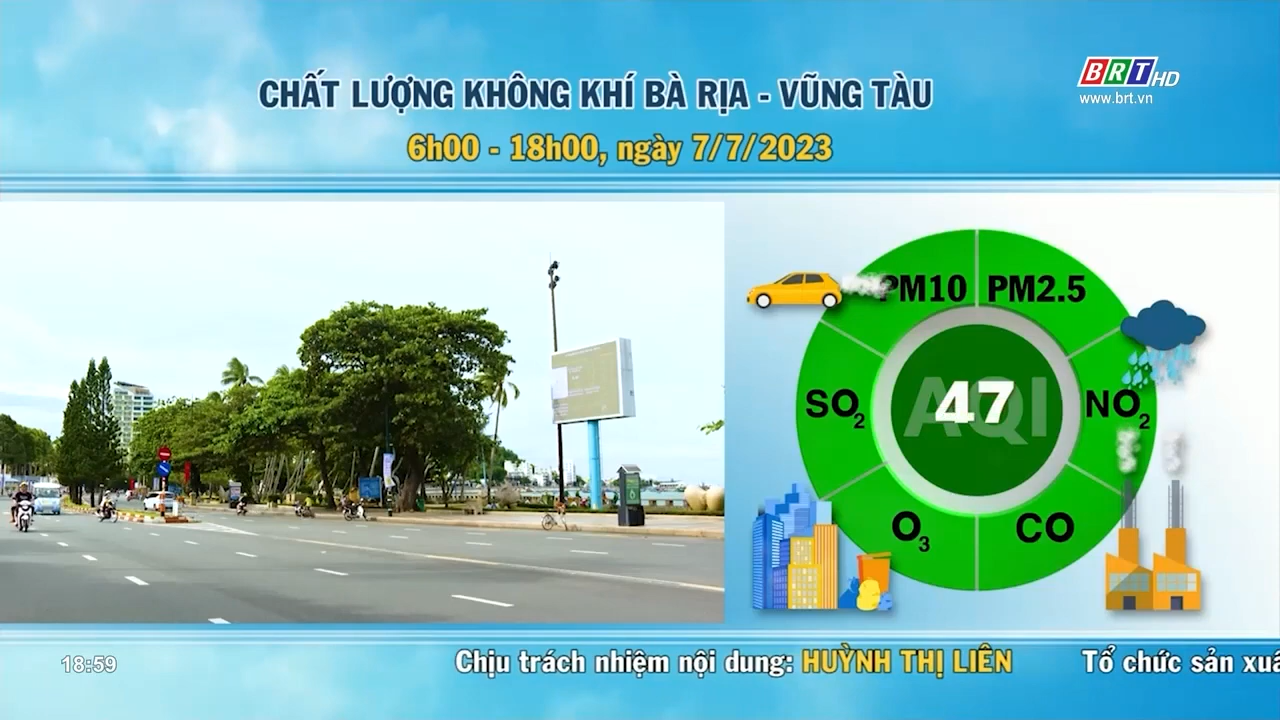 CHẤT LƯỢNG KHÔNG KHÍ BÀ RỊA - VŨNG TÀU
6h00 - 18h00, ngày 7/7/2023
BRT HD
www.brt.vn
PM10
PM2.5
SO2
AQI
47
NO2
O3
CO
18:59
Chịu trách nhiệm nội dung: HUỲNH THỊ LIÊN
Tổ chức sản xuấ